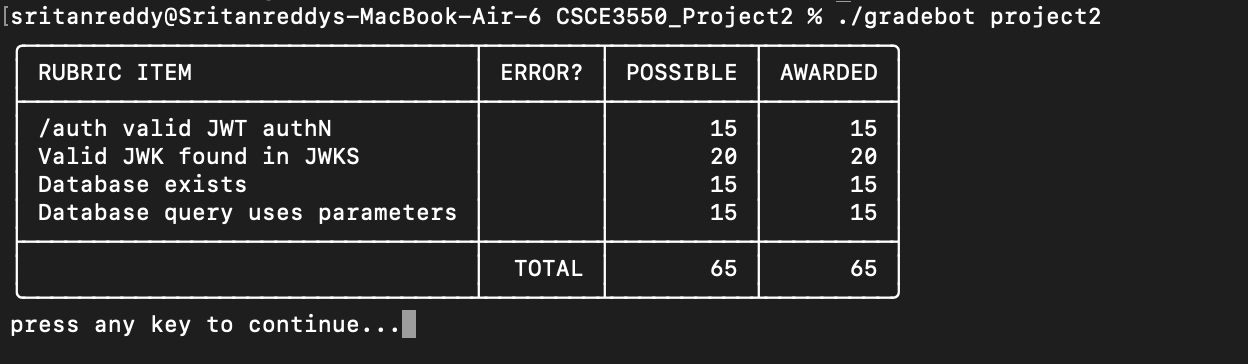 [sritanreddy@Sritanreddys-MacBook-Air-6 CSCE3550_Project2 % ./gradebot project2
RUBRIC ITEM ERROR? POSSIBLE AWARDED
/auth valid JWT authN 15 15
Valid JWK found in JWKS 20 20
Database exists 15 15
Database query uses parameters 15 15
TOTAL 65 65
press any key to continue...